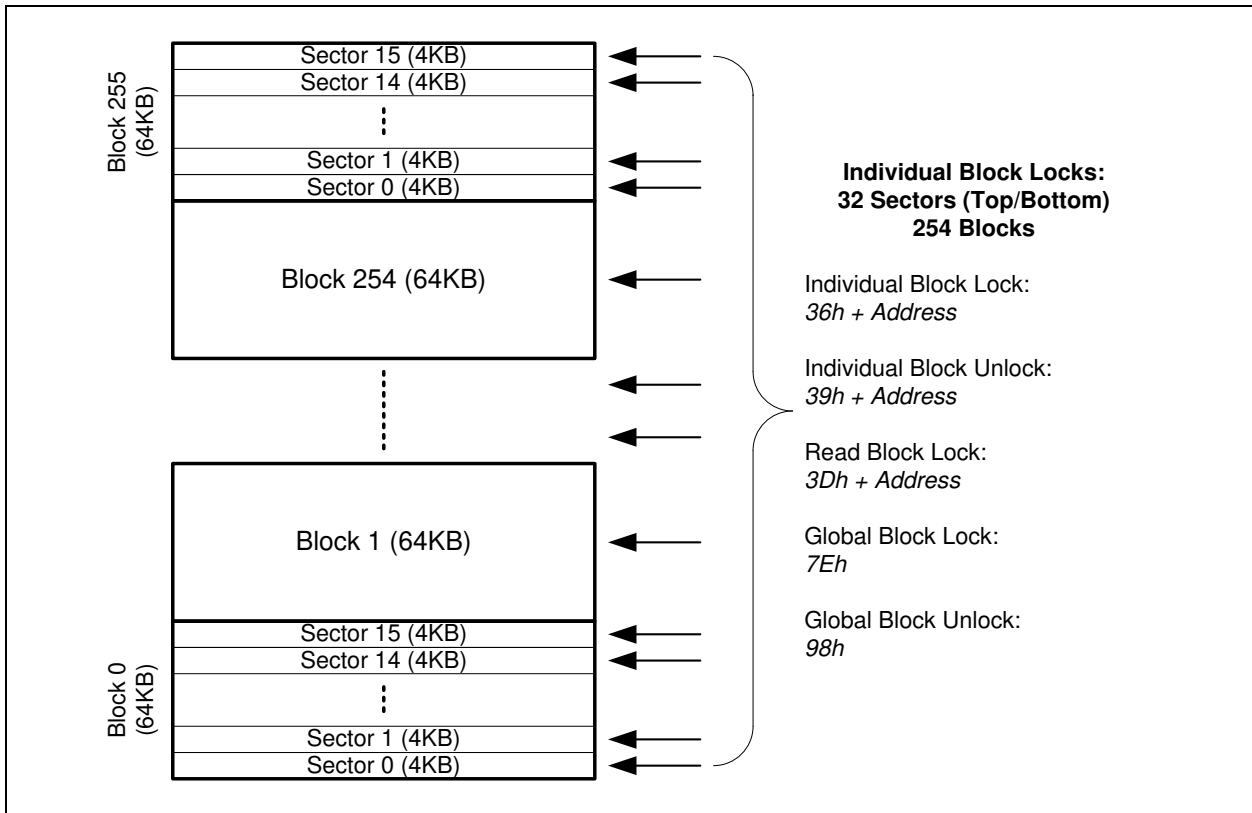 Block 255
(64KB)
Sector 15 (4KB)
Sector 14 (4KB)
Sector 1 (4KB)
Sector 0 (4KB)
Block 254 (64KB)
Block 1 (64KB)
Block 0
(64KB)
Sector 15 (4KB)
Sector 14 (4KB)
Sector 1 (4KB)
Sector 0 (4KB)
Individual Block Locks:
32 Sectors (Top/Bottom)
254 Blocks
Individual Block Lock:
36h + Address
Individual Block Unlock:
39h + Address
Read Block Lock:
3Dh + Address
Global Block Lock:
7Eh
Global Block Unlock:
98h